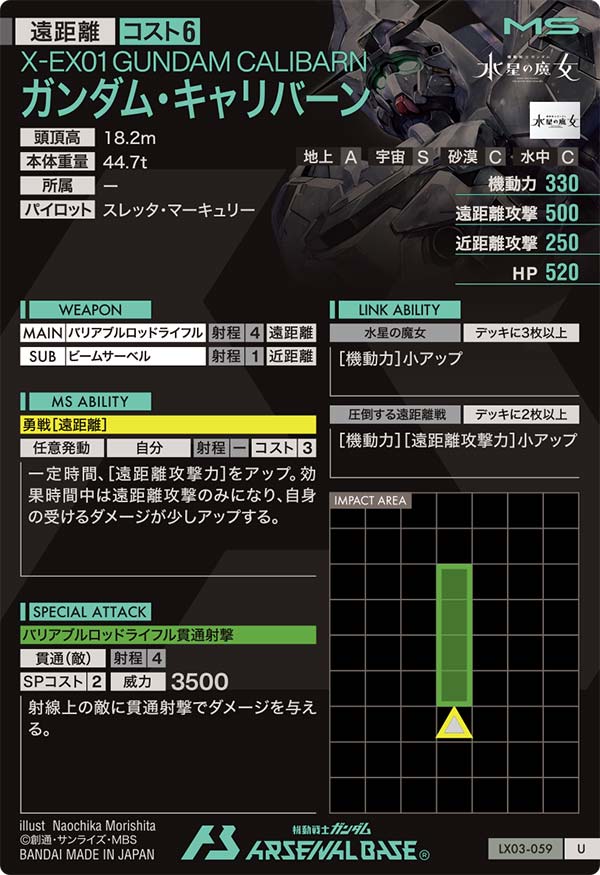 遠距離 コスト6
MS
X-EX01 GUNDAM CALIBARN
ガンダム・キャリバーン
機動戦士ガンダム
水星の魔女
水星の魔女
頭頂高 18.2m
本体重量 44.7t
所属 ー
パイロット スレッタ・マーキュリー
地上 A 宇宙 S 砂漠 C 水中 C
機動力 330
遠距離攻撃 500
近距離攻撃 250
HP 520
WEAPON
MAIN バリアブルロッドライフル 射程 4 遠距離
SUB ビームサーベル 射程 1 近距離
MS ABILITY
勇戦[遠距離]
任意発動 自分 射程 ー コスト 3
一定時間、[遠距離攻撃力]をアップ。効
果時間中は遠距離攻撃のみになり、自身
の受けるダメージが少しアップする。
SPECIAL ATTACK
バリアブルロッドライフル貫通射撃
貫通(敵) 射程 4
SPコスト 2 威力 3500
射線上の敵に貫通射撃でダメージを与え
る。
LINK ABILITY
水星の魔女 デッキに3枚以上
[機動力]小アップ
圧倒する遠距離戦 デッキに2枚以上
[機動力][遠距離攻撃力]小アップ
IMPACT AREA
illust Naochika Morishita
©創通・サンライズ・MBS
BANDAI MADE IN JAPAN
機動戦士ガンダム
AB ARSENAL BASE®
LX03-059 U